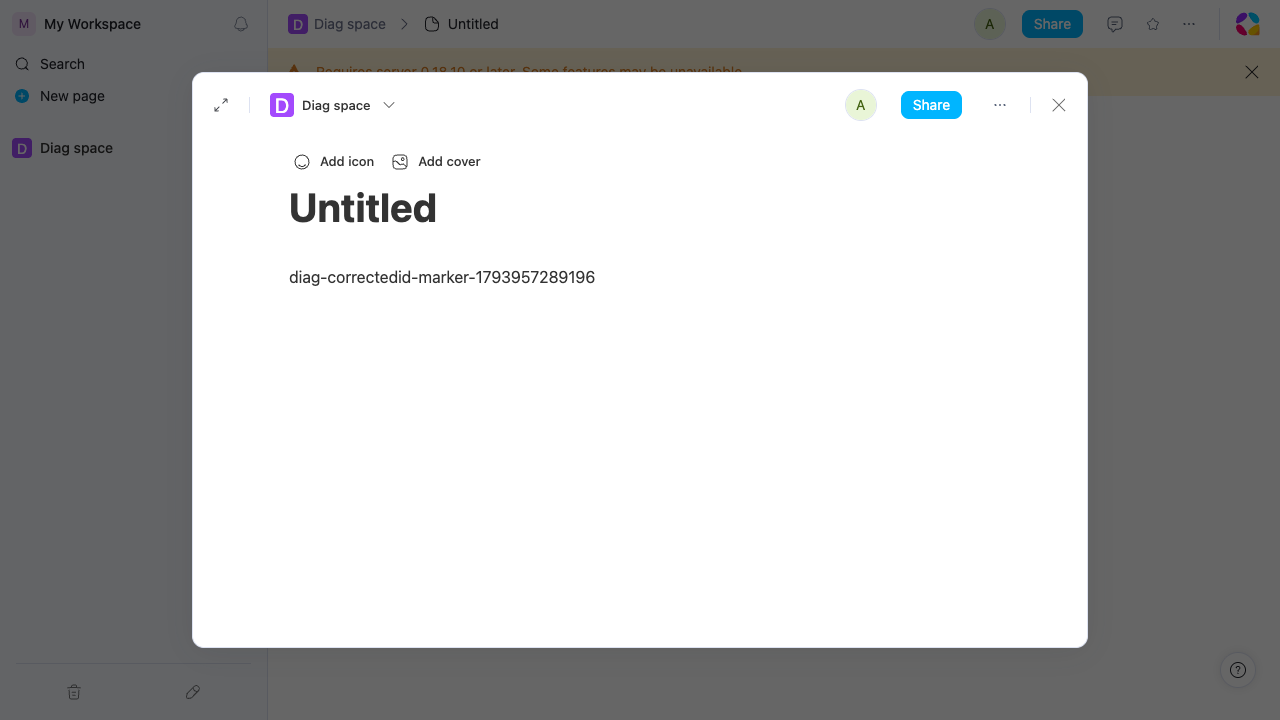 M My Workspace
D Diag space
Untitled
A
Share
Search
New page
D Diag space
Requires server 0.18.10 or later. Some features may be unavailable
D Diag space
A
Share
Add icon
Add cover
Untitled
diag-correctedid-marker-1793957289196